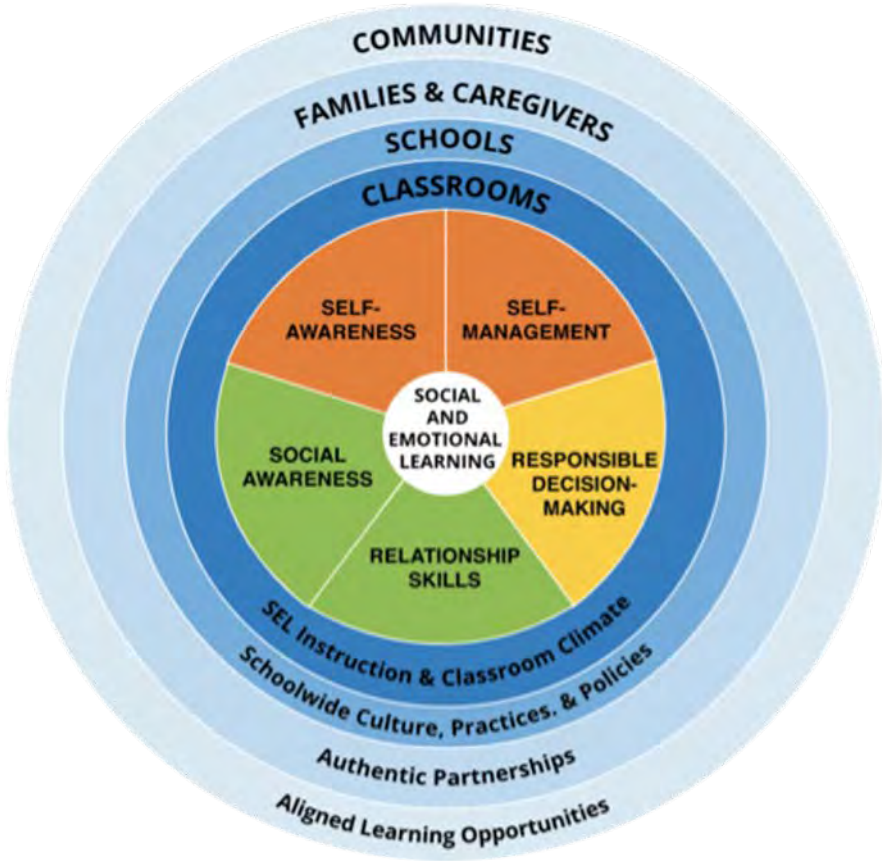 COMMUNITIES
FAMILIES & CAREGIVERS
SCHOOLS
CLASSROOMS
SELF-
AWARENESS
SELF-
MANAGEMENT
SOCIAL
AND
EMOTIONAL
LEARNING
SOCIAL
AWARENESS
RESPONSIBLE
DECISION-
MAKING
RELATIONSHIP
SKILLS
SEL Instruction & Classroom Climate
Schoolwide Culture, Practices. & Policies
Authentic Partnerships
Aligned Learning Opportunities